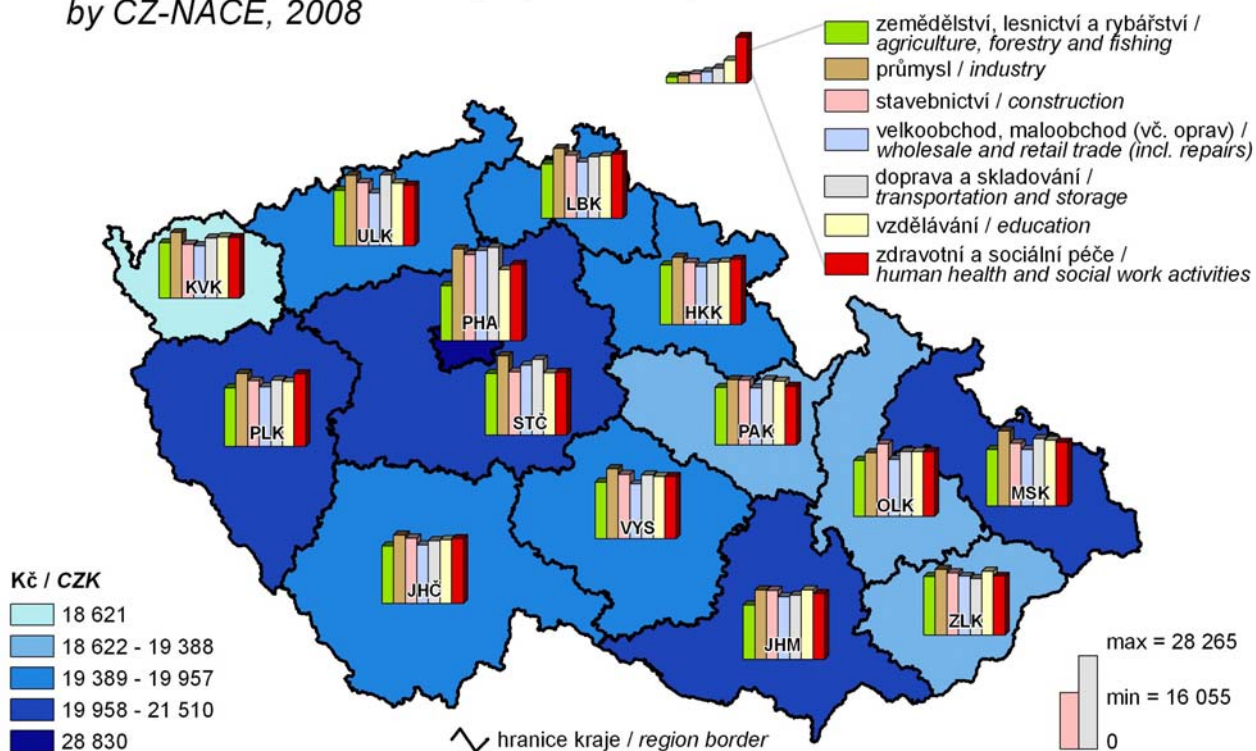 by CZ-NACE, 2008
zemědělství, lesnictví a rybářství /
agriculture, forestry and fishing
průmysl / industry
stavebnictví / construction
velkoobchod, maloobchod (vč. oprav) /
wholesale and retail trade (incl. repairs)
doprava a skladování /
transportation and storage
vzdělávání / education
zdravotní a sociální péče /
human health and social work activities
LBK
ULK
KVK
HKK
PHA
STČ
PLK
PAK
OLK
MSK
VYS
JHČ
ZLK
JHM
Kč / CZK
18 621
18 622 - 19 388
19 389 - 19 957
19 958 - 21 510
28 830
hranice kraje / region border
max = 28 265
min = 16 055
0